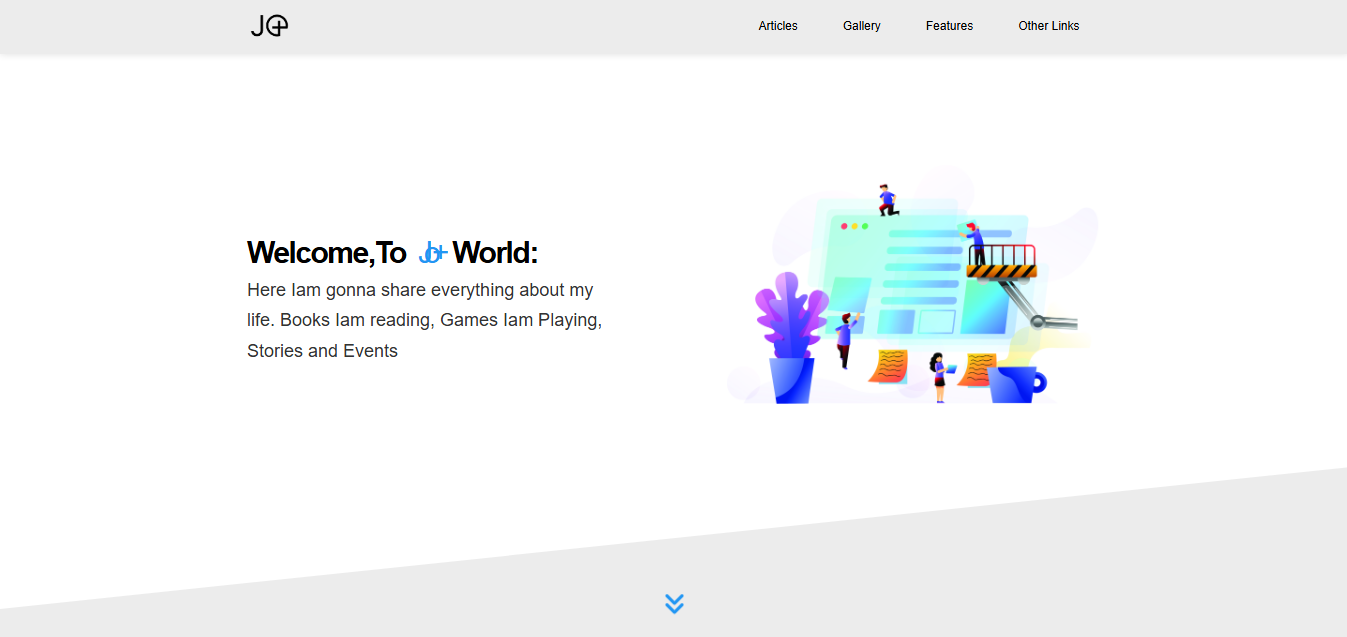 Articles Gallery Features Other Links
Welcome,To World:
Here Iam gonna share everything about my
life. Books Iam reading, Games Iam Playing,
Stories and Events